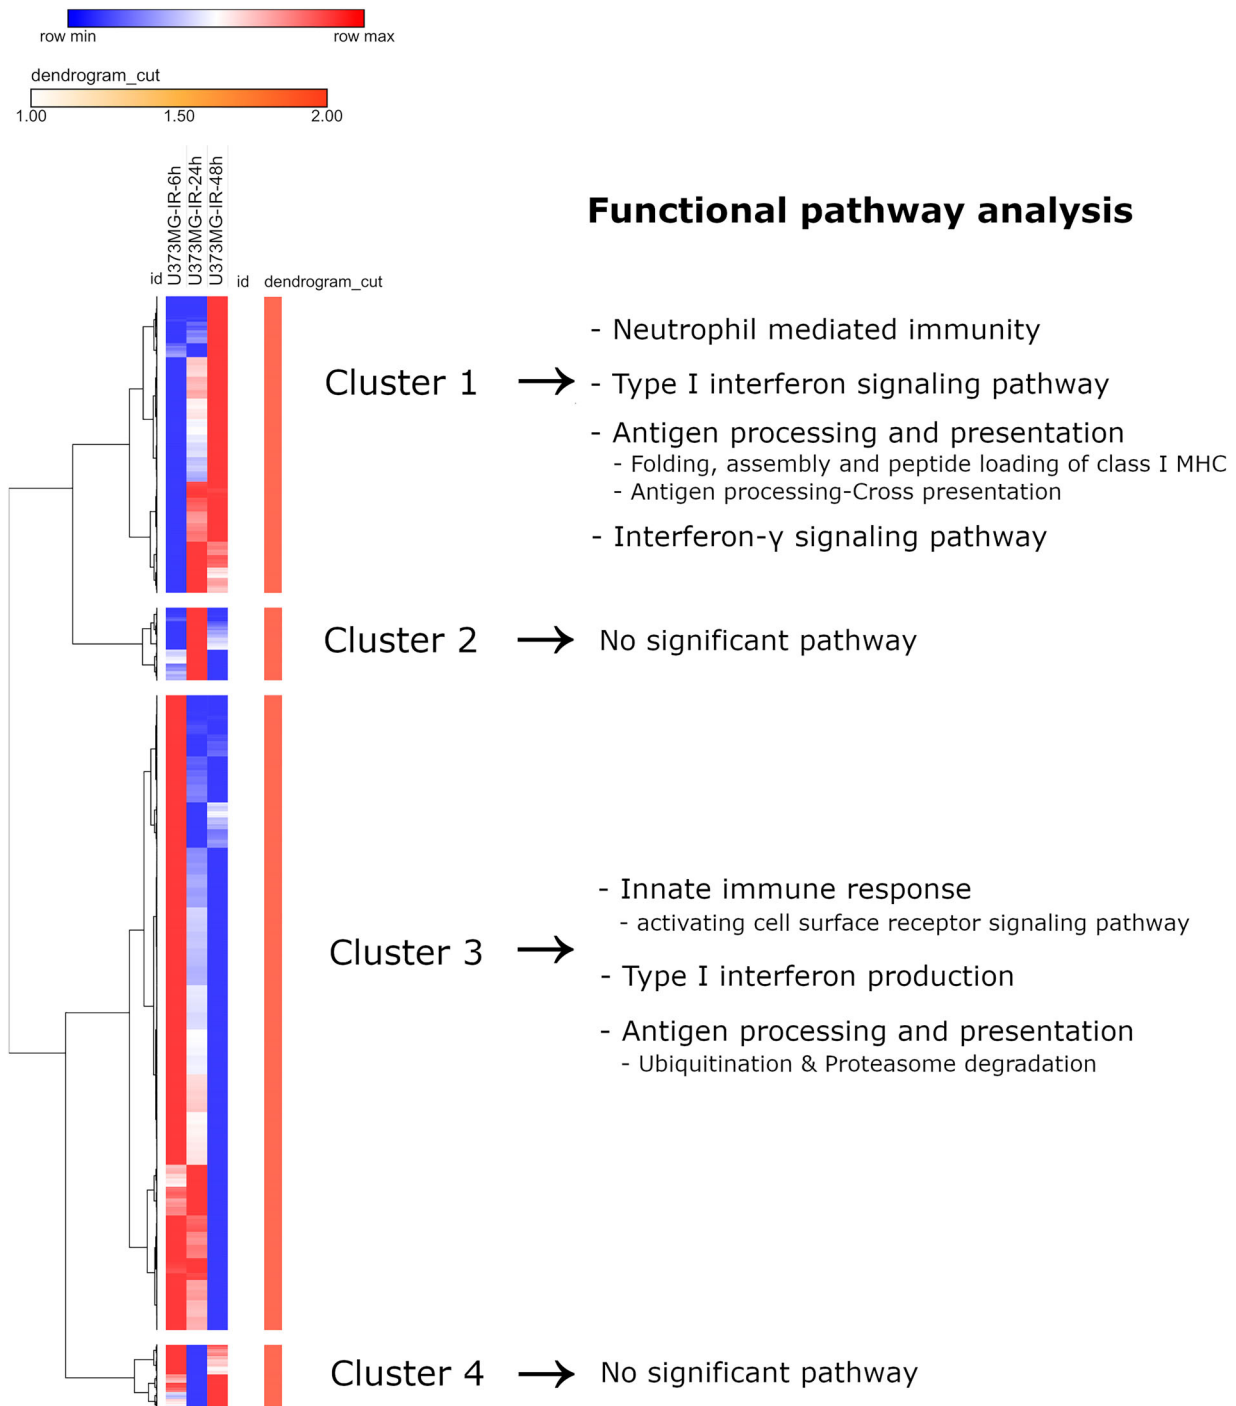 row min
row max
dendrogram_cut
1.00
1.50
2.00
id
U373MG-IR-6h
U373MG-IR-24h
U373MG-IR-48h
id
dendrogram_cut
Functional pathway analysis
Cluster 1
- Neutrophil mediated immunity
- Type I interferon signaling pathway
- Antigen processing and presentation
- Folding, assembly and peptide loading of class I MHC
- Antigen processing-Cross presentation
- Interferon-γ signaling pathway
Cluster 2
No significant pathway
Cluster 3
- Innate immune response
- activating cell surface receptor signaling pathway
- Type I interferon production
- Antigen processing and presentation
- Ubiquitination & Proteasome degradation
Cluster 4
No significant pathway